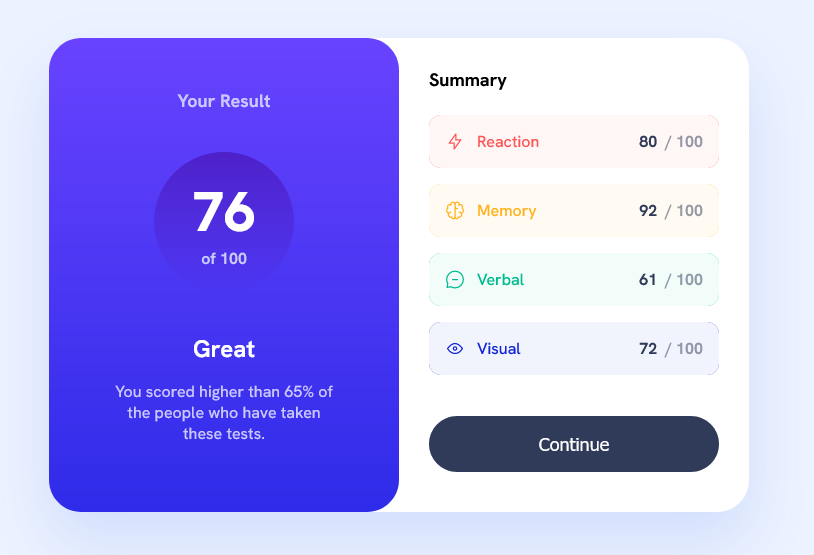 Your Result
76
of 100
Great
You scored higher than 65% of
the people who have taken
these tests.
Summary
Reaction 80 / 100
Memory 92 / 100
Verbal 61 / 100
Visual 72 / 100
Continue